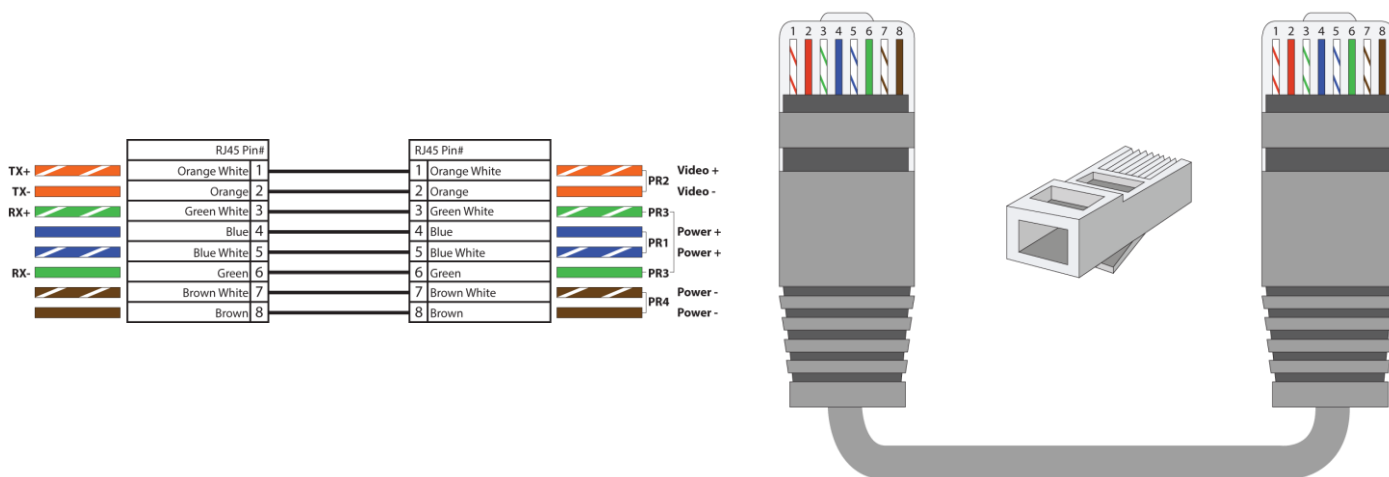 RJ45 Pin# RJ45 Pin#
TX+ Orange White 1 1 Orange White Video +
PR2
Orange 2 2 Orange Video -
TX-
RX+ Green White 3 3 Green White PR3
Blue 4 4 Blue Power +
PR1
Blue White 5 5 Blue White Power +
RX- Green 6 6 Green PR3
Brown White 7 7 Brown White Power -
PR4
Brown 8 8 Brown Power -
1 2 3 4 5 6 7 8
1 2 3 4 5 6 7 8